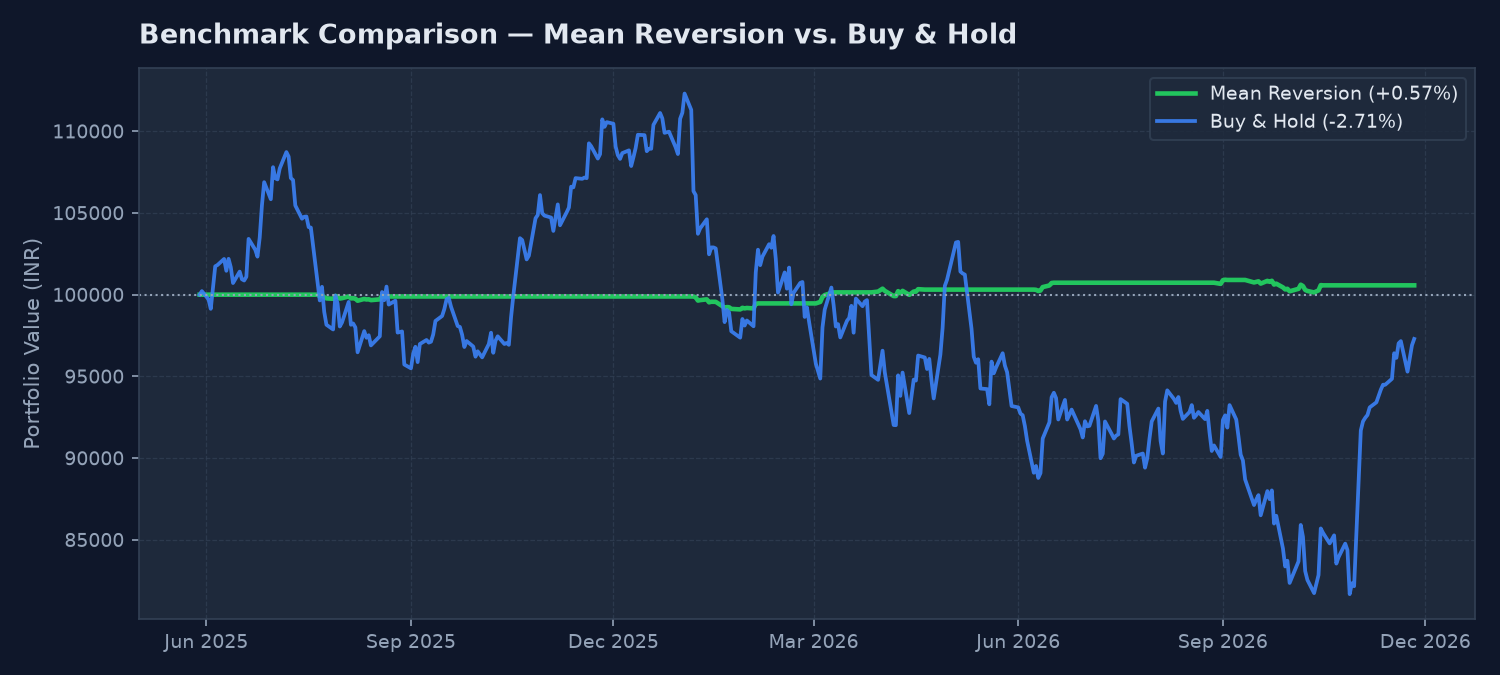 Benchmark Comparison — Mean Reversion vs. Buy & Hold
Mean Reversion (+0.57%)
Buy & Hold (-2.71%)
Portfolio Value (INR)
110000
105000
100000
95000
90000
85000
Jun 2025
Sep 2025
Dec 2025
Mar 2026
Jun 2026
Sep 2026
Dec 2026